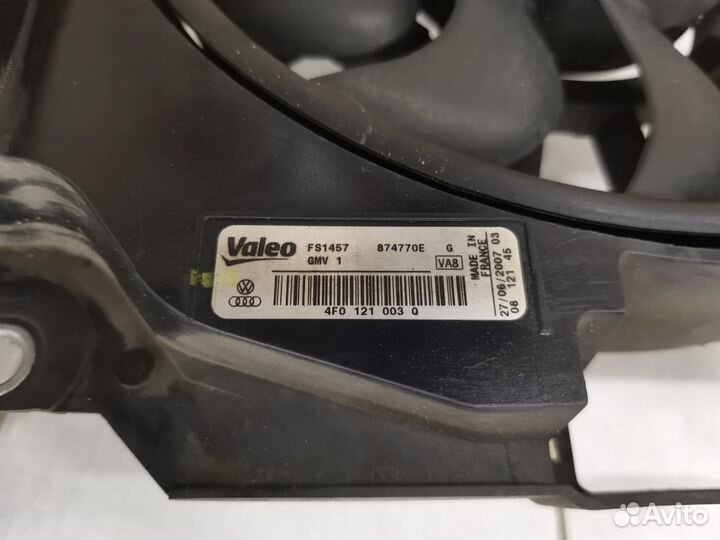 Valeo FS1457 874770E G
GMV 1 VA8
4F0 121 003 Q
MADE IN
FRANCE
27/06/2007 03
08 121 45
Avito